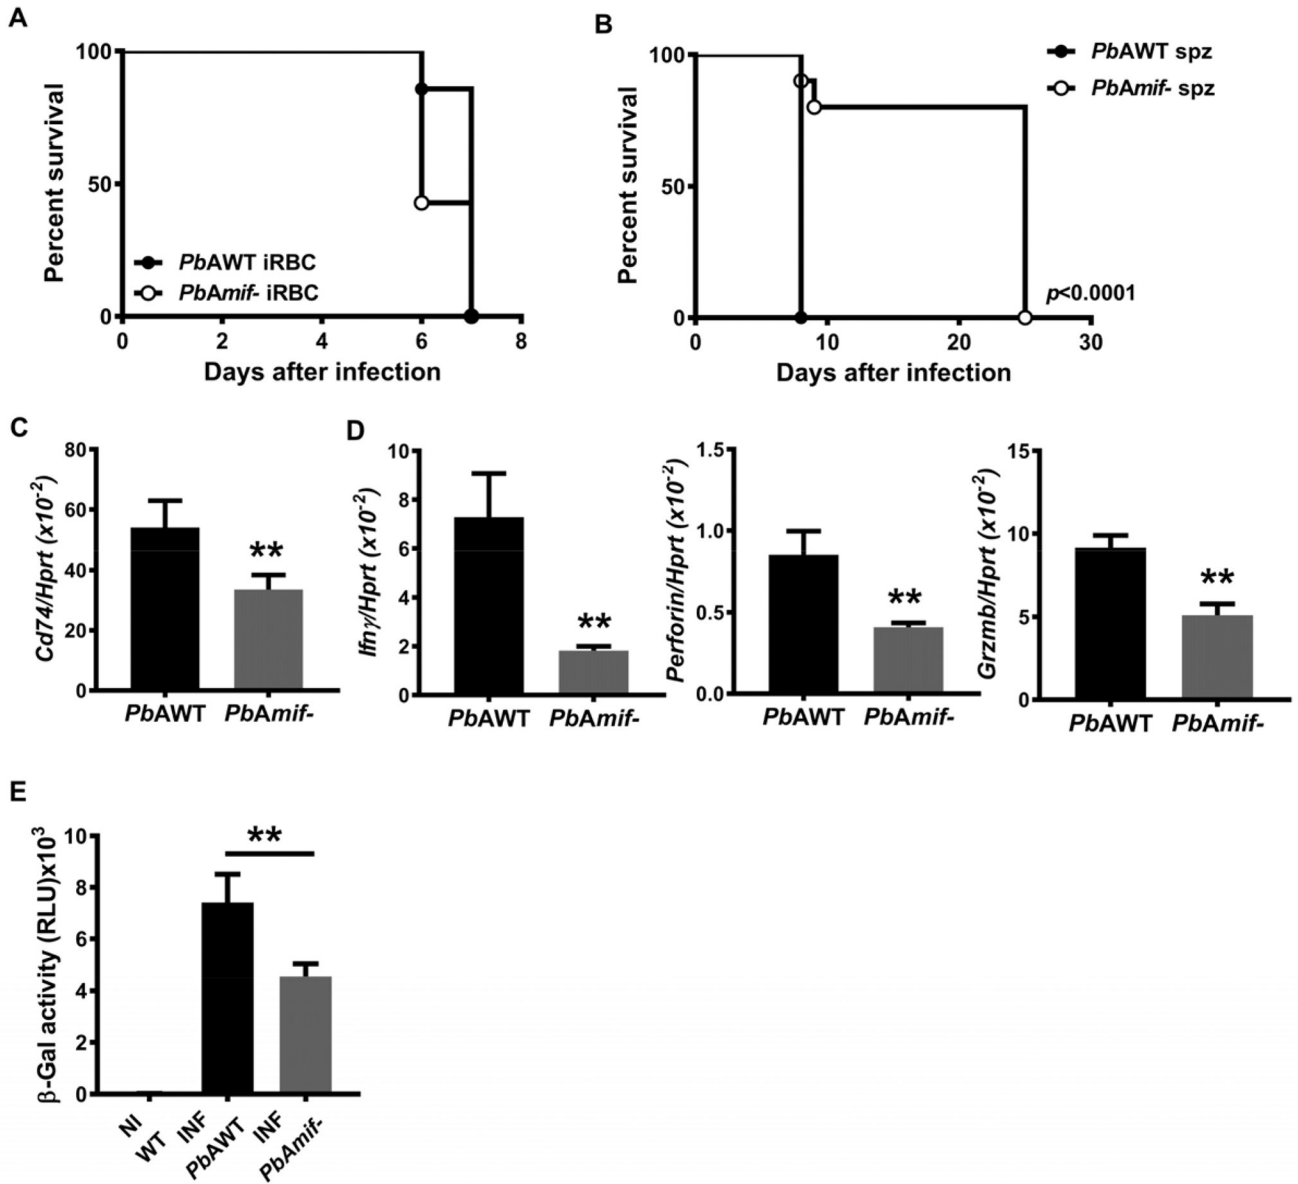 A
Percent survival
100
50
0
0 2 4 6 8
Days after infection
PbAWT iRBC
PbAmif- iRBC
B
Percent survival
100
50
0
0 10 20 30
Days after infection
p<0.0001
PbAWT spz
PbAmif- spz
C
Cd74/Hprt (x10-2)
80
60
40
20
0
**
PbAWT PbAmif-
D
Ifnγ/Hprt (x10-2)
10
8
6
4
2
0
**
PbAWT PbAmif-
Perforin/Hprt (x10-2)
1.5
1.0
0.5
0.0
**
PbAWT PbAmif-
Grzmb/Hprt (x10-2)
15
10
5
0
**
PbAWT PbAmif-
E
β-Gal activity (RLU)x103
10
8
6
4
2
0
**
NI
WT
INF
PbAWT
INF
PbAmif-